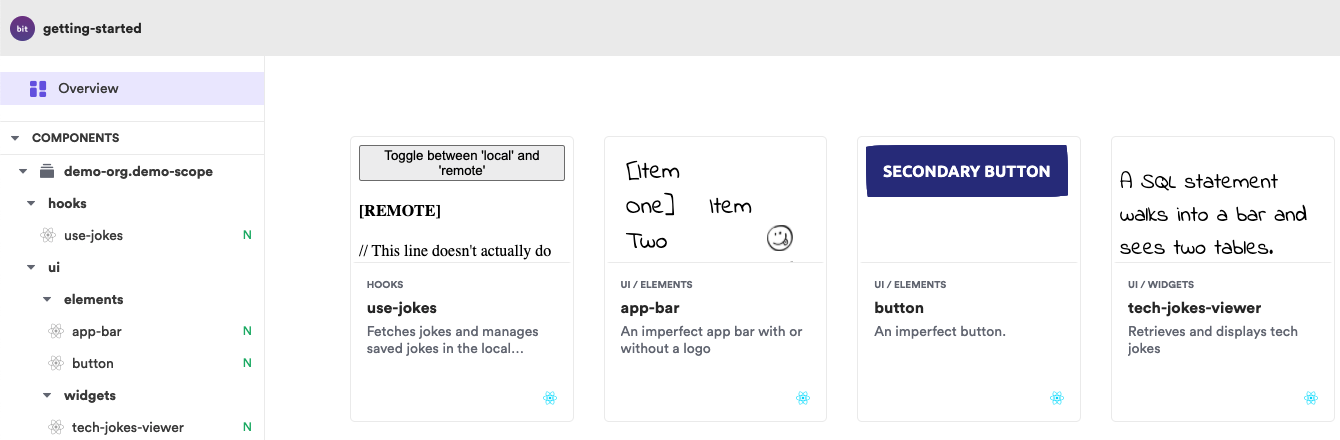 bit getting-started
Overview
COMPONENTS
demo-org.demo-scope
hooks
use-jokes N
ui
elements
app-bar N
button N
widgets
tech-jokes-viewer N
Toggle between 'local' and
'remote'
[REMOTE]
// This line doesn't actually do
HOOKS
use-jokes
Fetches jokes and manages
saved jokes in the local...
[Item
one] Item
Two
UI / ELEMENTS
app-bar
An imperfect app bar with or
without a logo
SECONDARY BUTTON
UI / ELEMENTS
button
An imperfect button.
A SQL statement
walks into a bar and
sees two tables.
UI / WIDGETS
tech-jokes-viewer
Retrieves and displays tech
jokes